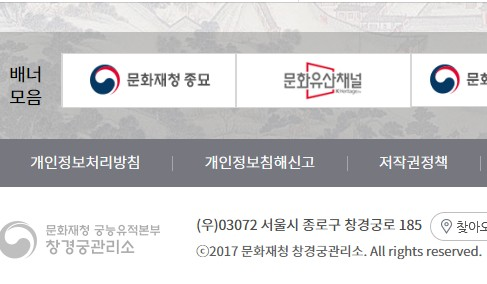 배너
모음
문화재청 종묘
문화유산채널
K Heritage.tv
문화
개인정보처리방침
개인정보침해신고
저작권정책
문화재청 궁능유적본부
창경궁관리소
(우)03072 서울시 종로구 창경궁로 185
찾아오
ⓒ2017 문화재청 창경궁관리소. All rights reserved.